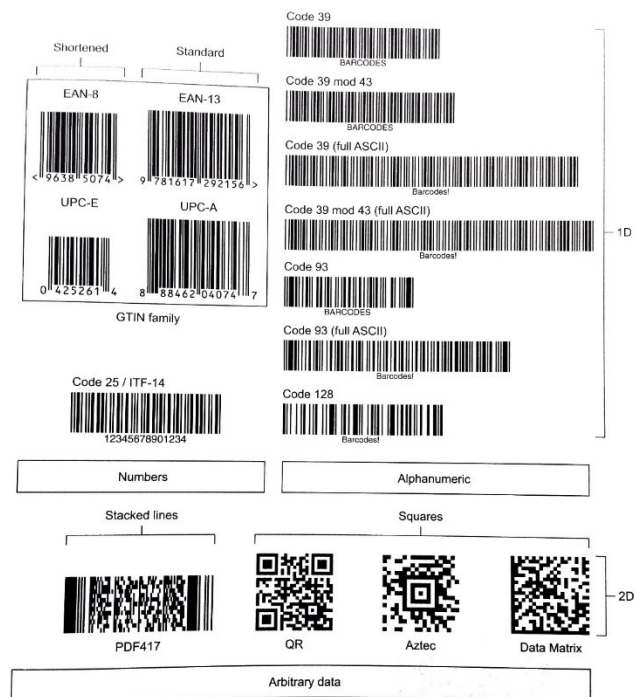 Shortened
Standard
EAN-8
EAN-13
< 9638 5074 >
9 781617 292156 >
UPC-E
UPC-A
0 425261 4
8 88462 04074 7
GTIN family
Code 25 / ITF-14
12345678901234
Numbers
Code 39
BARCODES
Code 39 mod 43
BARCODES
Code 39 (full ASCII)
Barcodes!
Code 39 mod 43 (full ASCII)
Barcodes!
Code 93
BARCODES
Code 93 (full ASCII)
Barcodes!
Code 128
Barcodes!
1D
Alphanumeric
Stacked lines
Squares
PDF417
QR
Aztec
Data Matrix
2D
Arbitrary data